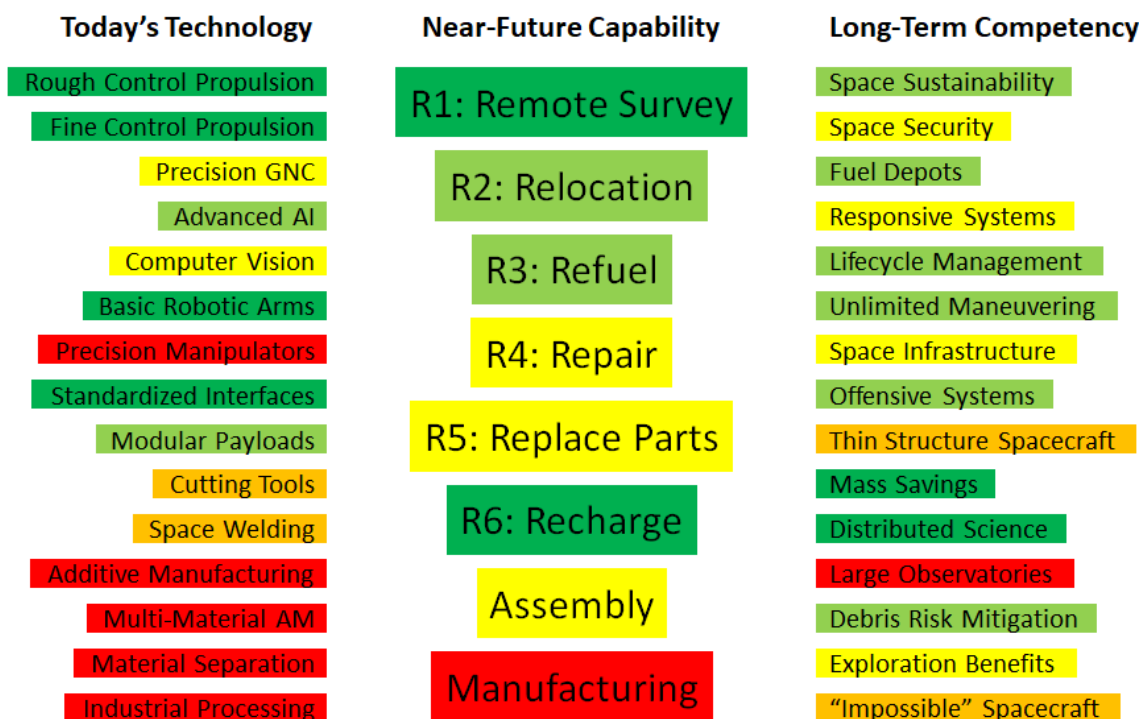 Today's Technology
Rough Control Propulsion
Fine Control Propulsion
Precision GNC
Advanced AI
Computer Vision
Basic Robotic Arms
Precision Manipulators
Standardized Interfaces
Modular Payloads
Cutting Tools
Space Welding
Additive Manufacturing
Multi-Material AM
Material Separation
Industrial Processing
Near-Future Capability
R1: Remote Survey
R2: Relocation
R3: Refuel
R4: Repair
R5: Replace Parts
R6: Recharge
Assembly
Manufacturing
Long-Term Competency
Space Sustainability
Space Security
Fuel Depots
Responsive Systems
Lifecycle Management
Unlimited Maneuvering
Space Infrastructure
Offensive Systems
Thin Structure Spacecraft
Mass Savings
Distributed Science
Large Observatories
Debris Risk Mitigation
Exploration Benefits
“Impossible” Spacecraft